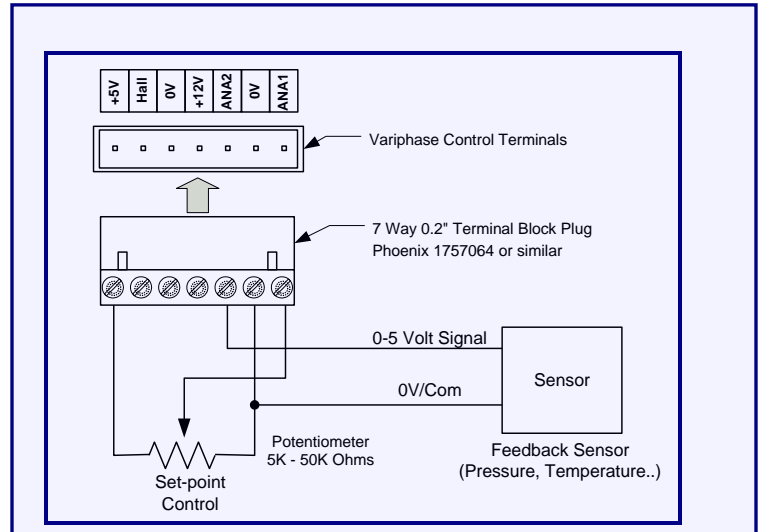 +5V
Hall
0V
+12V
ANA2
0V
ANA1
Variphase Control Terminals
7 Way 0.2" Terminal Block Plug
Phoenix 1757064 or similar
0-5 Volt Signal
Sensor
0V/Com
Potentiometer
5K - 50K Ohms
Feedback Sensor
(Pressure, Temperature..)
Set-point
Control